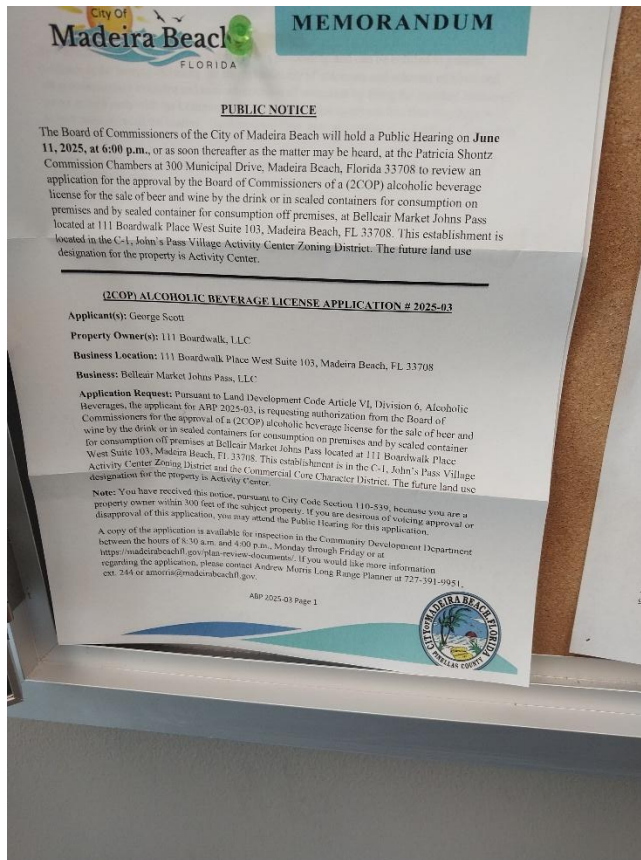 City Of
Madeira Beach
FLORIDA
MEMORANDUM
PUBLIC NOTICE
The Board of Commissioners of the City of Madeira Beach will hold a Public Hearing on June
11, 2025, at 6:00 p.m., or as soon thereafter as the matter may be heard, at the Patricia Shontz
Commission Chambers at 300 Municipal Drive, Madeira Beach, Florida 33708 to review an
application for the approval by the Board of Commissioners of a (2COP) alcoholic beverage
license for the sale of beer and wine by the drink or in sealed containers for consumption on
premises and by sealed container for consumption off premises, at Belleair Market Johns Pass
located at 111 Boardwalk Place West Suite 103, Madeira Beach, FL 33708. This establishment is
located in the C-1, John's Pass Village Activity Center Zoning District. The future land use
designation for the property is Activity Center.
(2COP) ALCOHOLIC BEVERAGE LICENSE APPLICATION # 2025-03
Applicant(s): George Scott
Property Owner(s): 111 Boardwalk, LLC
Business Location: 111 Boardwalk Place West Suite 103, Madeira Beach, FL 33708
Business: Belleair Market Johns Pass, LLC
Application Request: Pursuant to Land Development Code Article VI, Division 6, Alcoholic
Beverages, the applicant for ABP 2025-03, is requesting authorization from the Board of
Commissioners for the approval of a (2COP) alcoholic beverage license for the sale of beer and
wine by the drink or in sealed containers for consumption on premises and by sealed container
for consumption off premises at Bellcair Market Johns Pass located at 111 Boardwalk Place
West Suite 103, Madeira Beach, FL 33708. This establishment is in the C-1, John's Pass Village
Activity Center Zoning District and the Commercial Core Character District. The future land use
designation for the property is Activity Center.
Note: You have received this notice, pursuant to City Code Section 110-539, because you are a
property owner within 300 feet of the subject property. If you are desirous of voicing approval or
disapproval of this application, you may attend the Public Hearing for this application.
A copy of the application is available for inspection in the Community Development Department
between the hours of 8:30 a.m. and 4:00 p.m., Monday through Friday or at
https://madeirabeachfl.gov/plan-review-documents/. If you would like more information
regarding the application, please contact Andrew Morris Long Range Planner at 727-391-9951,
ext. 244 or amorris@madeirabeachfl.gov.
ABP 2025-03 Page 1
CITY OF MADEIRA BEACH, FLORIDA
PINELLAS COUNTY